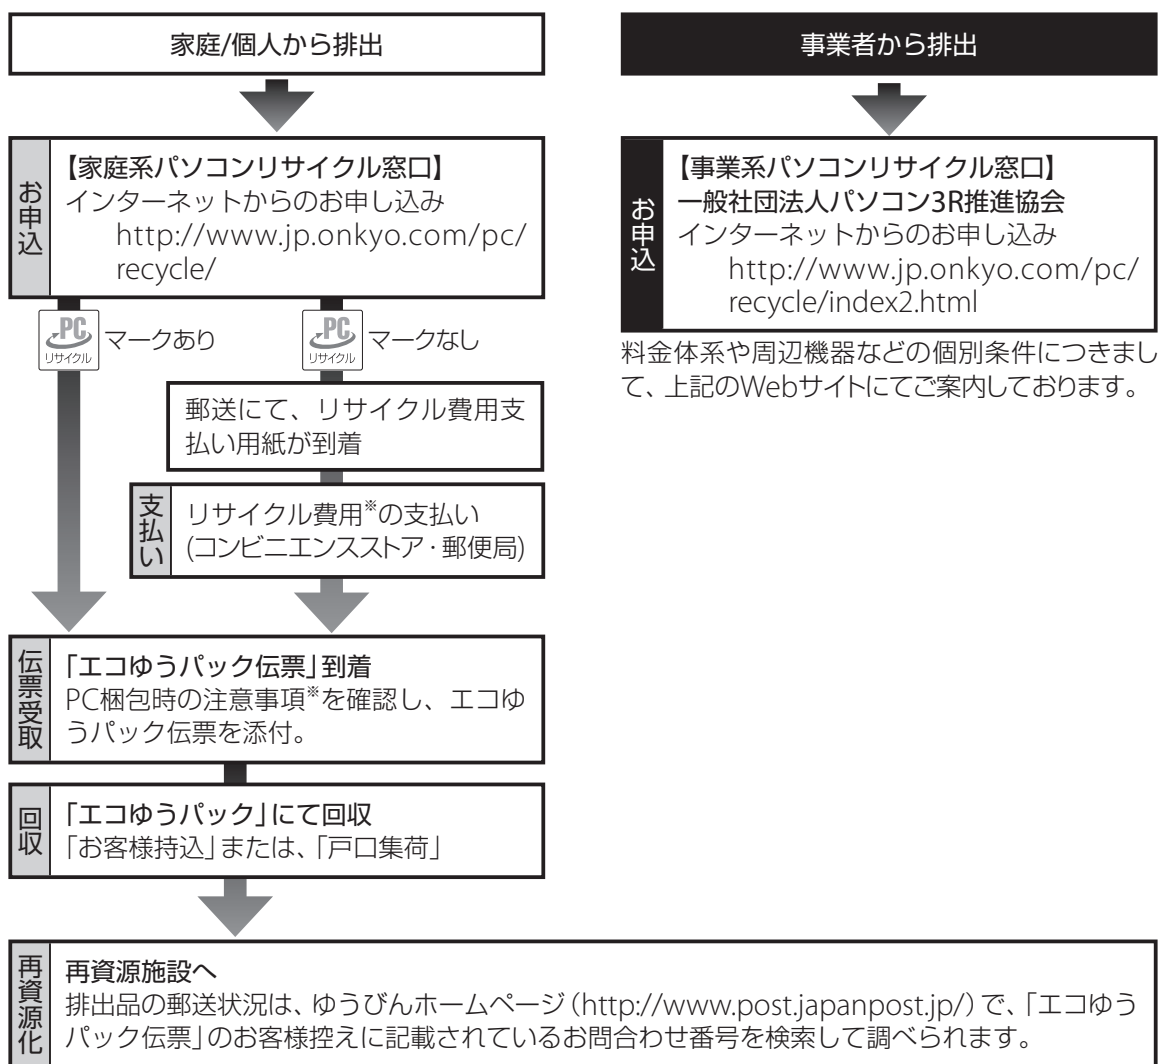 家庭/個人から排出
お申込
【家庭系パソコンリサイクル窓口】
インターネットからのお申し込み
http://www.jp.onkyo.com/pc/
recycle/
PC
リサイクル
マークあり
PC
リサイクル
マークなし
郵送にて、リサイクル費用支
払い用紙が到着
支払い
リサイクル費用※の支払い
(コンビニエンスストア・郵便局)
伝票受取
「エコゆうパック伝票」到着
PC梱包時の注意事項※を確認し、エコゆ
うパック伝票を添付。
回収
「エコゆうパック」にて回収
「お客様持込」または、「戸口集荷」
事業者から排出
お申込
【事業系パソコンリサイクル窓口】
一般社団法人パソコン3R推進協会
インターネットからのお申し込み
http://www.jp.onkyo.com/pc/
recycle/index2.html
料金体系や周辺機器などの個別条件につきまし
て、上記のWebサイトにてご案内しております。
再資源化
再資源施設へ
排出品の郵送状況は、ゆうびんホームページ(http://www.post.japanpost.jp/)で、「エコゆう
パック伝票」のお客様控えに記載されているお問合わせ番号を検索して調べられます。